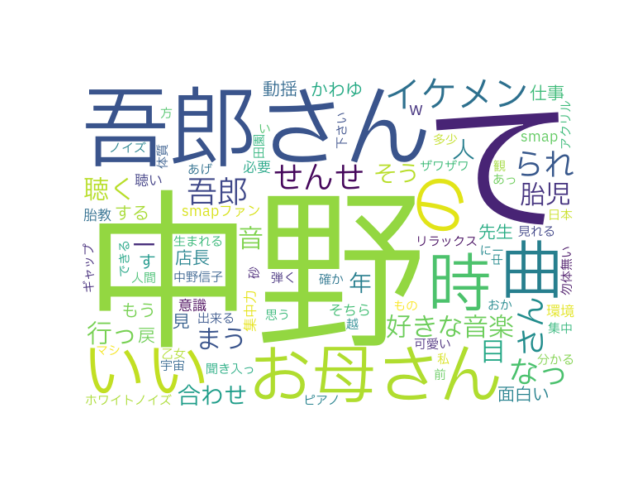 動揺
かわゆ
イケメン
仕事
吾郎さん
て
w
方
ノイズ
体質
あげ
田園い
必要
下さい
多少
smap
アクリル
ザワザワ
人
られ
観
あっ
聴く
聴い
吾郎
せんせ
そう
胎児
日本
胎教
する
smapファン
音
中野
の
時
曲
先生
見れる
リラックス
ギャップ
できる
す
ー
生まれる
店長
人間
中野信子
砂
弾く
確か
年
に
一日
勿体無い
もう
意識
出来る
集中力
そちら
もの
さん
おか
環境
行っ
戻
見
まう
思う
越
好きな音楽
目
集中
マシ
乙女
宇宙
聞き入っ
可愛い
私
前
なっ
分かる
いい
お母さん
ホワイトノイズ
合わせ
ピアノ
面白い